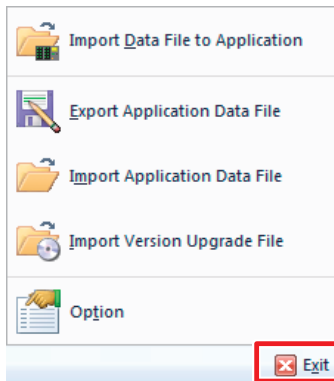 Import Data File to Application
Export Application Data File
Import Application Data File
Import Version Upgrade File
Option
Exit